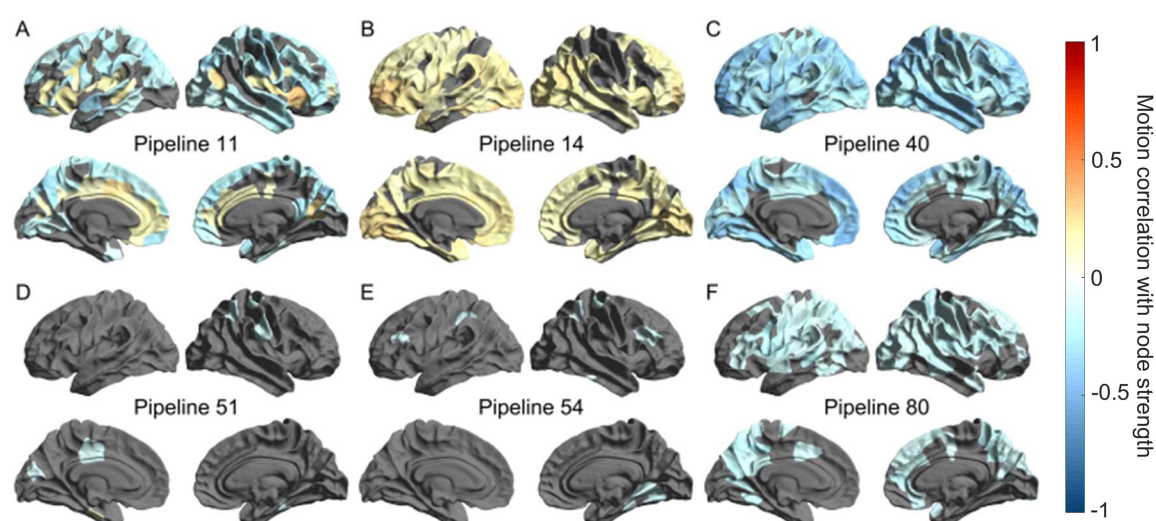 A
B
C
Pipeline 11
Pipeline 14
Pipeline 40
D
E
F
Pipeline 51
Pipeline 54
Pipeline 80
1
0.5
0
-0.5
-1
Motion correlation with node strength